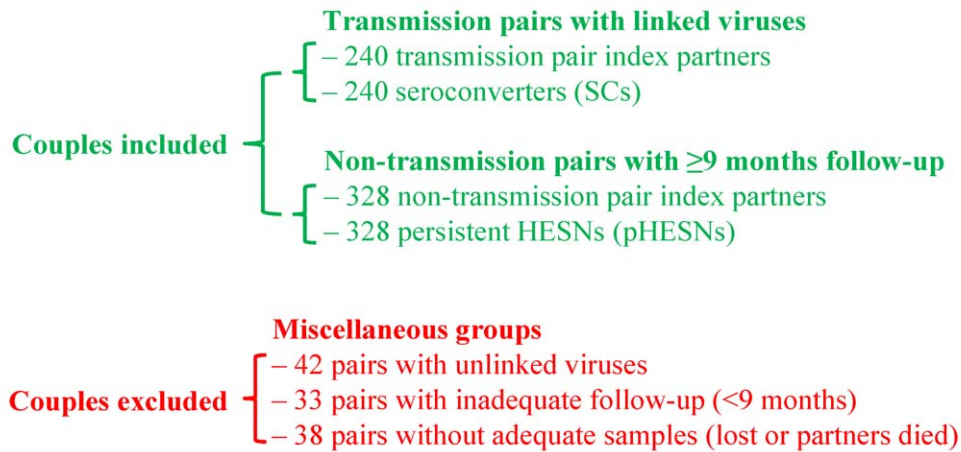 Transmission pairs with linked viruses
– 240 transmission pair index partners
– 240 seroconverters (SCs)
Couples included
Non-transmission pairs with ≥9 months follow-up
– 328 non-transmission pair index partners
– 328 persistent HESNs (pHESNs)
Miscellaneous groups
– 42 pairs with unlinked viruses
Couples excluded
– 33 pairs with inadequate follow-up (<9 months)
– 38 pairs without adequate samples (lost or partners died)